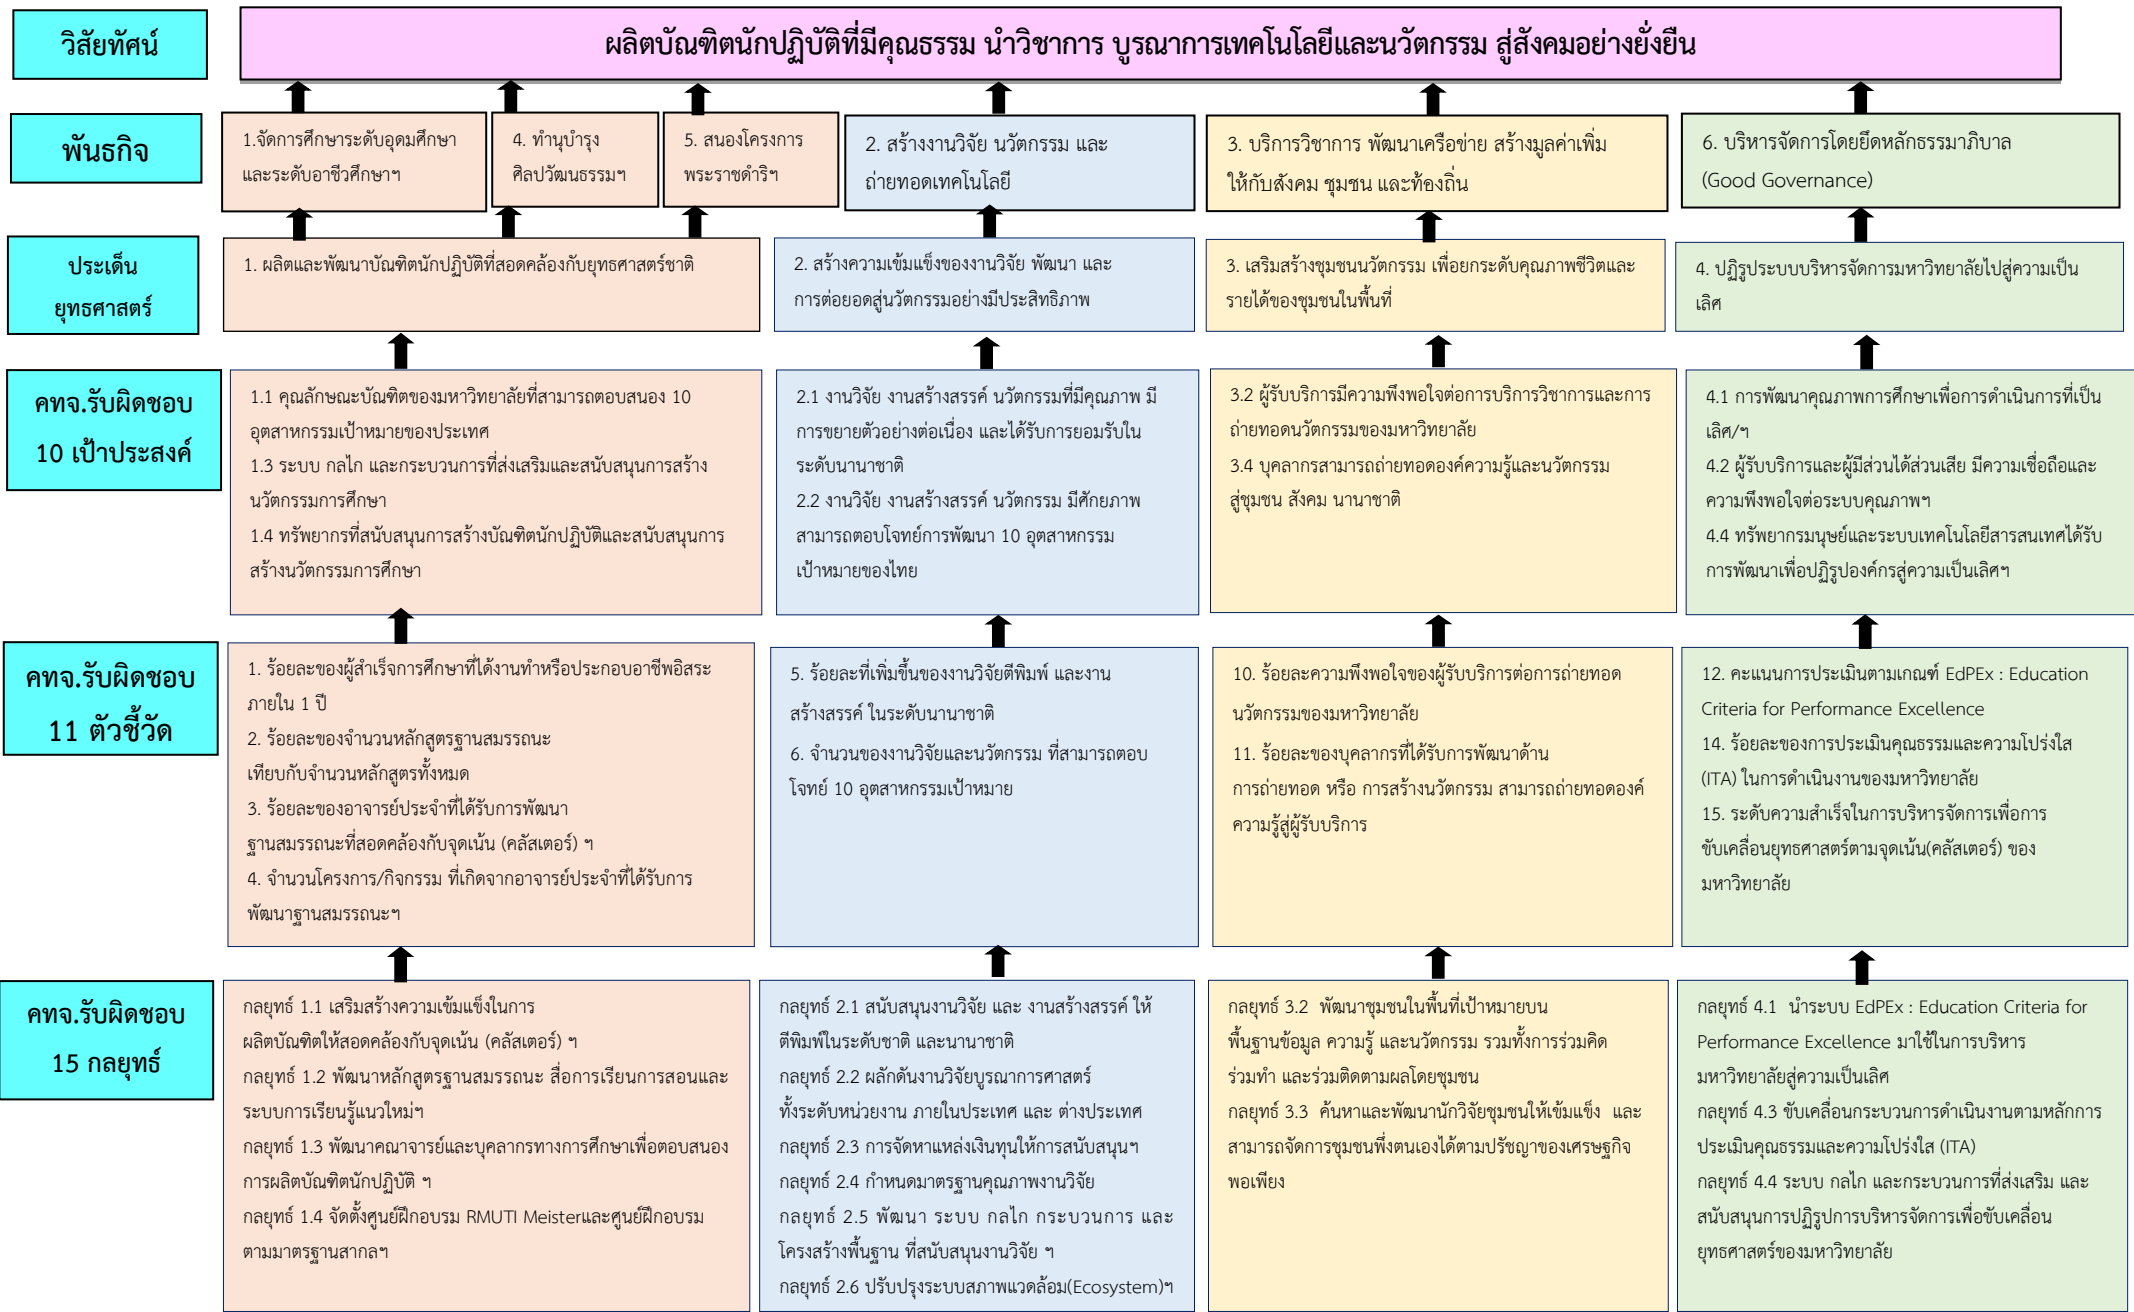 วิสัยทัศน์
ผลิตบัณฑิตนักปฏิบัติที่มีคุณธรรม นำวิชาการ บูรณาการเทคโนโลยีและนวัตกรรม สู่สังคมอย่างยั่งยืน
พันธกิจ
1.จัดการศึกษาระดับอุดมศึกษา
และระดับอาชีวศึกษาฯ
4. ทำนุบำรุง
ศิลปวัฒนธรรมฯ
5. สนองโครงการ
พระราชดำริฯ
2. สร้างงานวิจัย นวัตกรรม และ
ถ่ายทอดเทคโนโลยี
3. บริการวิชาการ พัฒนาเครือข่าย สร้างมูลค่าเพิ่ม
ให้กับสังคม ชุมชน และท้องถิ่น
6. บริหารจัดการโดยยึดหลักธรรมาภิบาล
(Good Governance)
ประเด็น
ยุทธศาสตร์
1. ผลิตและพัฒนาบัณฑิตนักปฏิบัติที่สอดคล้องกับยุทธศาสตร์ชาติ
2. สร้างความเข้มแข็งของงานวิจัย พัฒนา และ
การต่อยอดสู่นวัตกรรมอย่างมีประสิทธิภาพ
3. เสริมสร้างชุมชนนวัตกรรม เพื่อยกระดับคุณภาพชีวิตและ
รายได้ของชุมชนในพื้นที่
4. ปฏิรูประบบบริหารจัดการมหาวิทยาลัยไปสู่ความเป็น
เลิศ
คทจ.รับผิดชอบ
10 เป้าประสงค์
1.1 คุณลักษณะบัณฑิตของมหาวิทยาลัยที่สามารถตอบสนอง 10
อุตสาหกรรมเป้าหมายของประเทศ
1.3 ระบบ กลไก และกระบวนการที่ส่งเสริมและสนับสนุนการสร้าง
นวัตกรรมการศึกษา
1.4 ทรัพยากรที่สนับสนุนการสร้างบัณฑิตนักปฏิบัติและสนับสนุนการ
สร้างนวัตกรรมการศึกษา
2.1 งานวิจัย งานสร้างสรรค์ นวัตกรรมที่มีคุณภาพ มี
การขยายตัวอย่างต่อเนื่อง และได้รับการยอมรับใน
ระดับนานาชาติ
2.2 งานวิจัย งานสร้างสรรค์ นวัตกรรม มีศักยภาพ
สามารถตอบโจทย์การพัฒนา 10 อุตสาหกรรม
เป้าหมายของไทย
3.2 ผู้รับบริการมีความพึงพอใจต่อการบริการวิชาการและการ
ถ่ายทอดนวัตกรรมของมหาวิทยาลัย
3.4 บุคลากรสามารถถ่ายทอดองค์ความรู้และนวัตกรรม
สู่ชุมชน สังคม นานาชาติ
4.1 การพัฒนาคุณภาพการศึกษาเพื่อการดำเนินการที่เป็น
เลิศ/ฯ
4.2 ผู้รับบริการและผู้มีส่วนได้ส่วนเสีย มีความเชื่อถือและ
ความพึงพอใจต่อระบบคุณภาพฯ
4.4 ทรัพยากรมนุษย์และระบบเทคโนโลยีสารสนเทศได้รับ
การพัฒนาเพื่อปฏิรูปองค์กรสู่ความเป็นเลิศฯ
คทจ.รับผิดชอบ
11 ตัวชี้วัด
1. ร้อยละของผู้สำเร็จการศึกษาที่ได้งานทำหรือประกอบอาชีพอิสระ
ภายใน 1 ปี
2. ร้อยละของจำนวนหลักสูตรฐานสมรรถนะ
เทียบกับจำนวนหลักสูตรทั้งหมด
3. ร้อยละของอาจารย์ประจำที่ได้รับการพัฒนา
ฐานสมรรถนะที่สอดคล้องกับจุดเน้น (คลัสเตอร์) ฯ
4. จำนวนโครงการ/กิจกรรม ที่เกิดจากอาจารย์ประจำที่ได้รับการ
พัฒนาฐานสมรรถนะฯ
5. ร้อยละที่เพิ่มขึ้นของงานวิจัยตีพิมพ์ และงาน
สร้างสรรค์ ในระดับนานาชาติ
6. จำนวนของงานวิจัยและนวัตกรรม ที่สามารถตอบ
โจทย์ 10 อุตสาหกรรมเป้าหมาย
10. ร้อยละความพึงพอใจของผู้รับบริการต่อการถ่ายทอด
นวัตกรรมของมหาวิทยาลัย
11. ร้อยละของบุคลากรที่ได้รับการพัฒนาด้าน
การถ่ายทอด หรือ การสร้างนวัตกรรม สามารถถ่ายทอดองค์
ความรู้สู่ผู้รับบริการ
12. คะแนนการประเมินตามเกณฑ์ EdPEx : Education
Criteria for Performance Excellence
14. ร้อยละของการประเมินคุณธรรมและความโปร่งใส
(ITA) ในการดำเนินงานของมหาวิทยาลัย
15. ระดับความสำเร็จในการบริหารจัดการเพื่อการ
ขับเคลื่อนยุทธศาสตร์ตามจุดเน้น(คลัสเตอร์) ของ
มหาวิทยาลัย
คทจ.รับผิดชอบ
15 กลยุทธ์
กลยุทธ์ 1.1 เสริมสร้างความเข้มแข็งในการ
ผลิตบัณฑิตให้สอดคล้องกับจุดเน้น (คลัสเตอร์) ฯ
กลยุทธ์ 1.2 พัฒนาหลักสูตรฐานสมรรถนะ สื่อการเรียนการสอนและ
ระบบการเรียนรู้แนวใหม่ฯ
กลยุทธ์ 1.3 พัฒนาคณาจารย์และบุคลากรทางการศึกษาเพื่อตอบสนอง
การผลิตบัณฑิตนักปฏิบัติ ฯ
กลยุทธ์ 1.4 จัดตั้งศูนย์ฝึกอบรม RMUTI Meisterและศูนย์ฝึกอบรม
ตามมาตรฐานสากลฯ
กลยุทธ์ 2.1 สนับสนุนงานวิจัย และ งานสร้างสรรค์ ให้
ตีพิมพ์ในระดับชาติ และนานาชาติ
กลยุทธ์ 2.2 ผลักดันงานวิจัยบูรณาการศาสตร์
ทั้งระดับหน่วยงาน ภายในประเทศ และ ต่างประเทศ
กลยุทธ์ 2.3 การจัดหาแหล่งเงินทุนให้การสนับสนุนฯ
กลยุทธ์ 2.4 กำหนดมาตรฐานคุณภาพงานวิจัย
กลยุทธ์ 2.5 พัฒนา ระบบ กลไก กระบวนการ และ
โครงสร้างพื้นฐาน ที่สนับสนุนงานวิจัย ฯ
กลยุทธ์ 2.6 ปรับปรุงระบบสภาพแวดล้อม(Ecosystem)ฯ
กลยุทธ์ 3.2 พัฒนาชุมชนในพื้นที่เป้าหมายบน
พื้นฐานข้อมูล ความรู้ และนวัตกรรม รวมทั้งการร่วมคิด
ร่วมทำ และร่วมติดตามผลโดยชุมชน
กลยุทธ์ 3.3 ค้นหาและพัฒนานักวิจัยชุมชนให้เข้มแข็ง และ
สามารถจัดการชุมชนพึ่งตนเองได้ตามปรัชญาของเศรษฐกิจ
พอเพียง
กลยุทธ์ 4.1 นำระบบ EdPEx : Education Criteria for
Performance Excellence มาใช้ในการบริหาร
มหาวิทยาลัยสู่ความเป็นเลิศ
กลยุทธ์ 4.3 ขับเคลื่อนกระบวนการดำเนินงานตามหลักการ
ประเมินคุณธรรมและความโปร่งใส (ITA)
กลยุทธ์ 4.4 ระบบ กลไก และกระบวนการที่ส่งเสริม และ
สนับสนุนการปฏิรูปการบริหารจัดการเพื่อขับเคลื่อน
ยุทธศาสตร์ของมหาวิทยาลัย